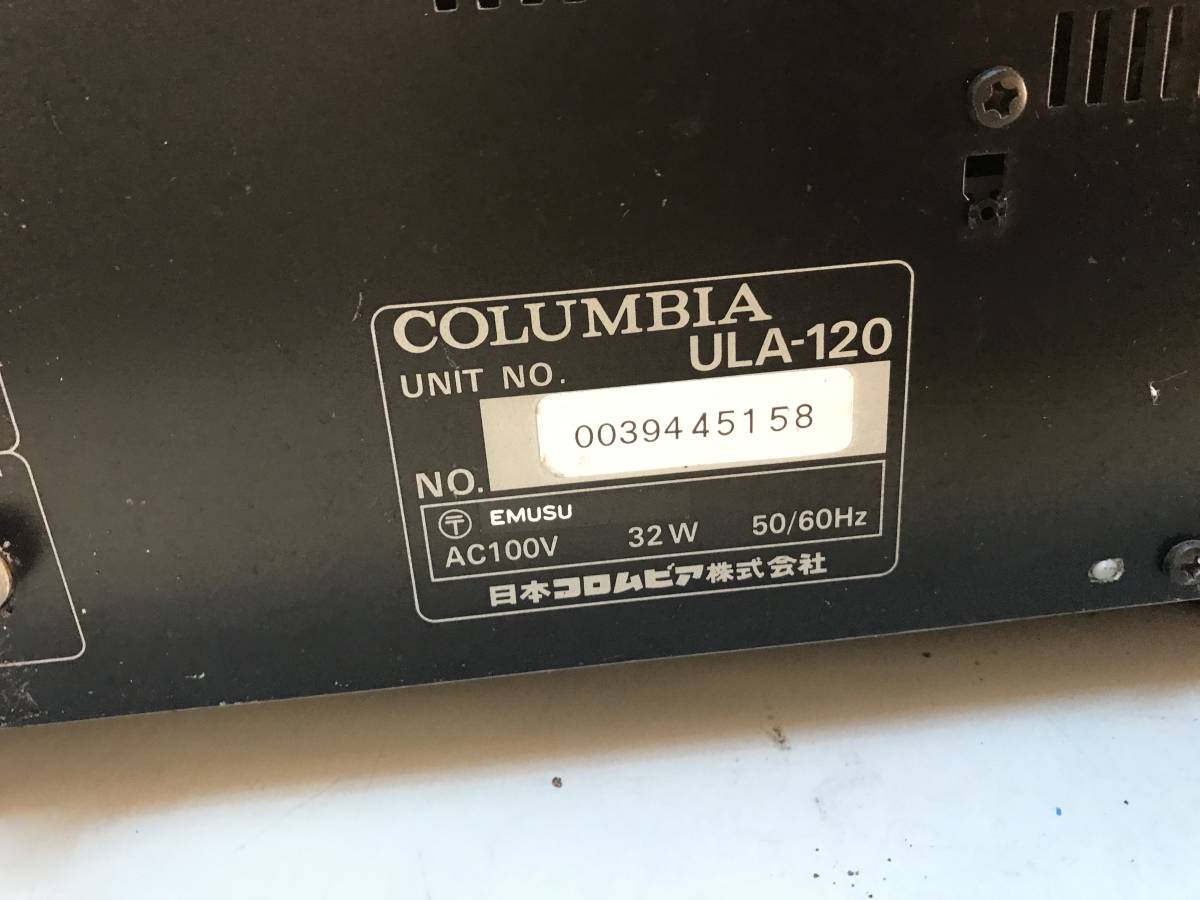 COLUMBIA
ULA-120
UNIT NO.
0039445158
NO.
〒 EMUSU
AC100V 32W 50/60Hz
日本コロムビア株式会社